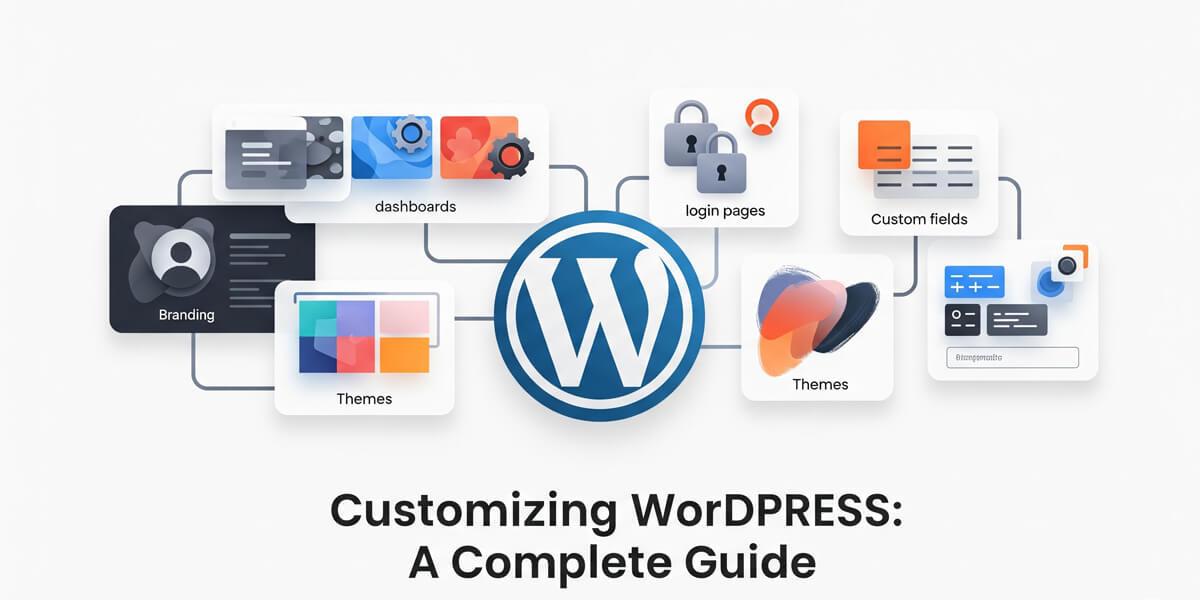 dashboards
login pages
Custom fields
Branding
Themes
Themes
Customizing WorDPRESS:
A Complete Guide